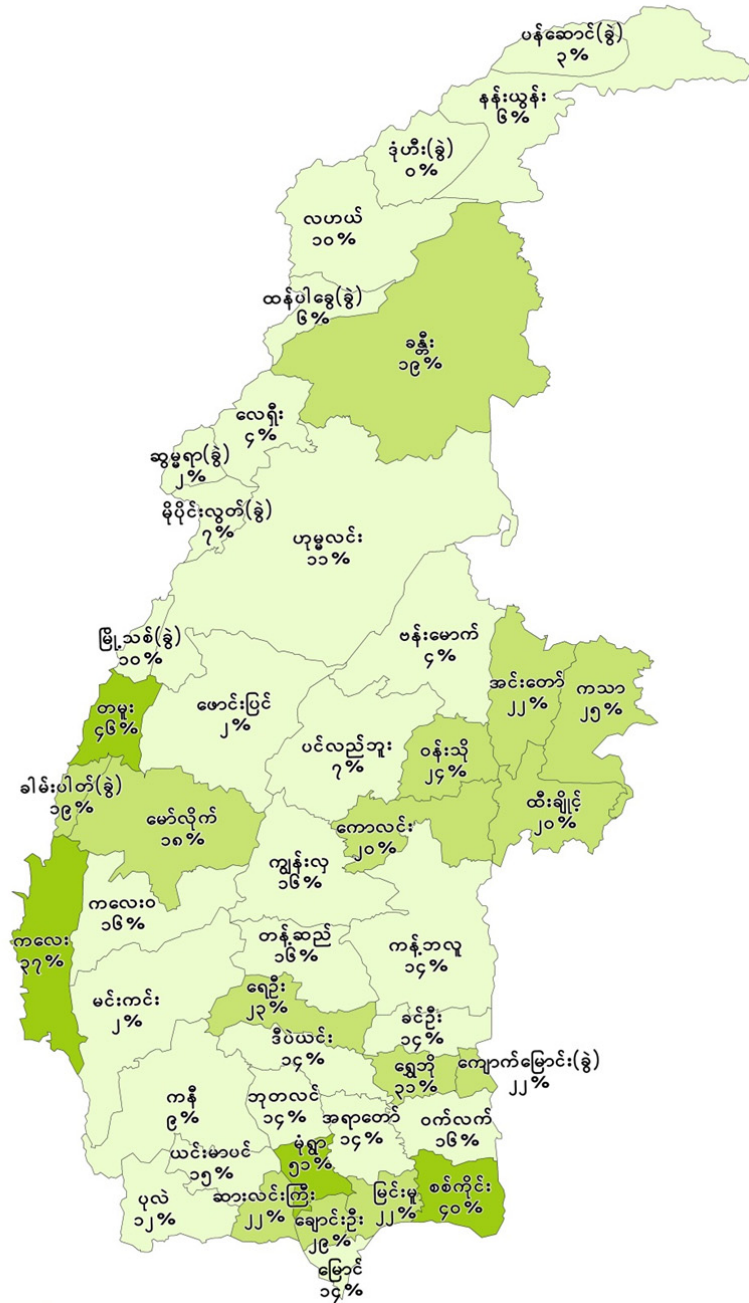 ပန်ဆောင်(ခွဲ)
၃%
နန်းယွန်း
၆%
ဒုံဟီး(ခွဲ)
၀%
လဟယ်
၁၀%
ထန်ပါခွေ(ခွဲ)
၆%
ခန္တီး
၁၉%
လေရှီး
၄%
ဆွမ္မရာ(ခွဲ)
၂%
မိုပိုင်းလွတ်(ခွဲ)
၇%
ဟုမ္မလင်း
၁၁%
မြို့သစ်(ခွဲ)
၁၀%
ဗန်းမောက်
၄%
အင်းတော်
၂၂%
ကသာ
၂၅%
တမူး
၄၆%
ဖောင်းပြင်
၂%
ပင်လည်ဘူး
၇%
ဝန်းသို
၂၄%
ခါမ်းပါတ်(ခွဲ)
၁၉%
မော်လိုက်
၁၈%
ကောလင်း
၂၀%
ထီးချိုင့်
၂၀%
ကျွန်းလှ
၁၆%
ကလေးဝ
၁၆%
ကလေး
၃၇%
တန့်ဆည်
၁၆%
ကန့်ဘလူ
၁၄%
မင်းကင်း
၂%
ရေဦး
၂၃%
ခင်ဦး
၁၄%
ဒီပဲယင်း
၁၄%
ရွှေဘို
၃၁%
ကျောက်မြောင်း(ခွဲ)
၂၂%
ကနီ
၉%
ဘုတလင်
၁၄%
အရာတော်
၁၄%
ဝက်လက်
၁၆%
မုံရွာ
၅၁%
ယင်းမာပင်
၁၅%
ပုလဲ
၁၂%
ဆားလင်းကြီး
၂၂%
ချောင်းဦး
၂၉%
မြင်းမူ
၂၂%
စစ်ကိုင်း
၄၀%
မြောင်
၁၄%